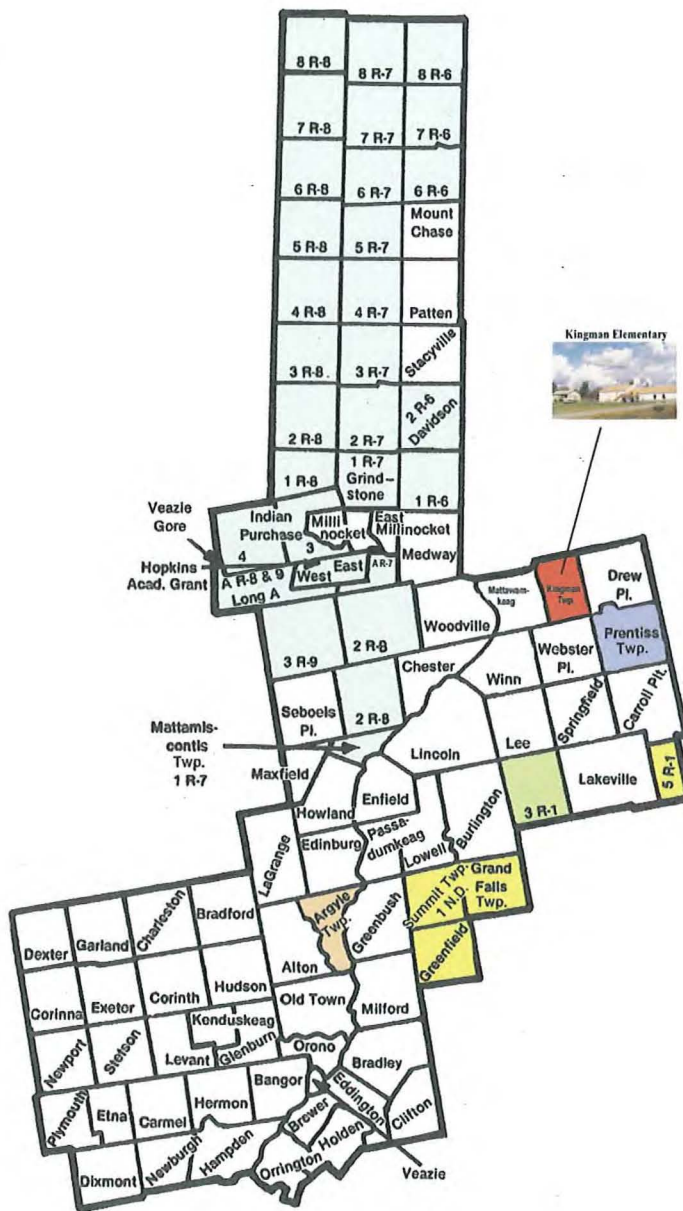 8 R-8
8 R-7
8 R-6
7 R-8
7 R-7
7 R-6
6 R-8
6 R-7
6 R-6
Mount
Chase
5 R-8
5 R-7
4 R-8
4 R-7
Patten
Kingman Elementary
3 R-8
3 R-7
Stacyville
2 R-8
2 R-7
2 R-6
Davidson
1 R-8
1 R-7
Grind-
stone
1 R-6
Veazie
Gore
Indian
Purchase
4
3
Milli
nocket
East
Millinocket
Hopkins
Acad. Grant
A R-8 & 9
Long A
West
East
A R-7
Medway
Mattawam-
keag
Kingman
Twp.
Drew
Pl.
3 R-9
2 R-8
Woodville
Prentiss
Twp.
Chester
Winn
Webster
Pl.
Seboeis
Pl.
2 R-8
Springfield
Carroll Plt.
Mattamis-
contis
Twp.
1 R-7
Lincoln
Lee
Maxfield
Lakeville
5 R-1
Howland
Enfield
3 R-1
LaGrange
Edinburg
Passa-
dumkeag
Lowell
Burlington
Summit Twp.
1 N.D.
Grand
Falls
Twp.
Argyle
Twp.
Greenbush
Greenfield
Dexter
Garland
Charleston
Bradford
Alton
Corinna
Exeter
Corinth
Hudson
Old Town
Milford
Newport
Stetson
Levant
Kenduskeag
Glenburn
Orono
Bradley
Plymouth
Etna
Carmel
Hermon
Bangor
Eddington
Clifton
Dixmont
Newburgh
Hampden
Brewer
Holden
Orrington
Veazie